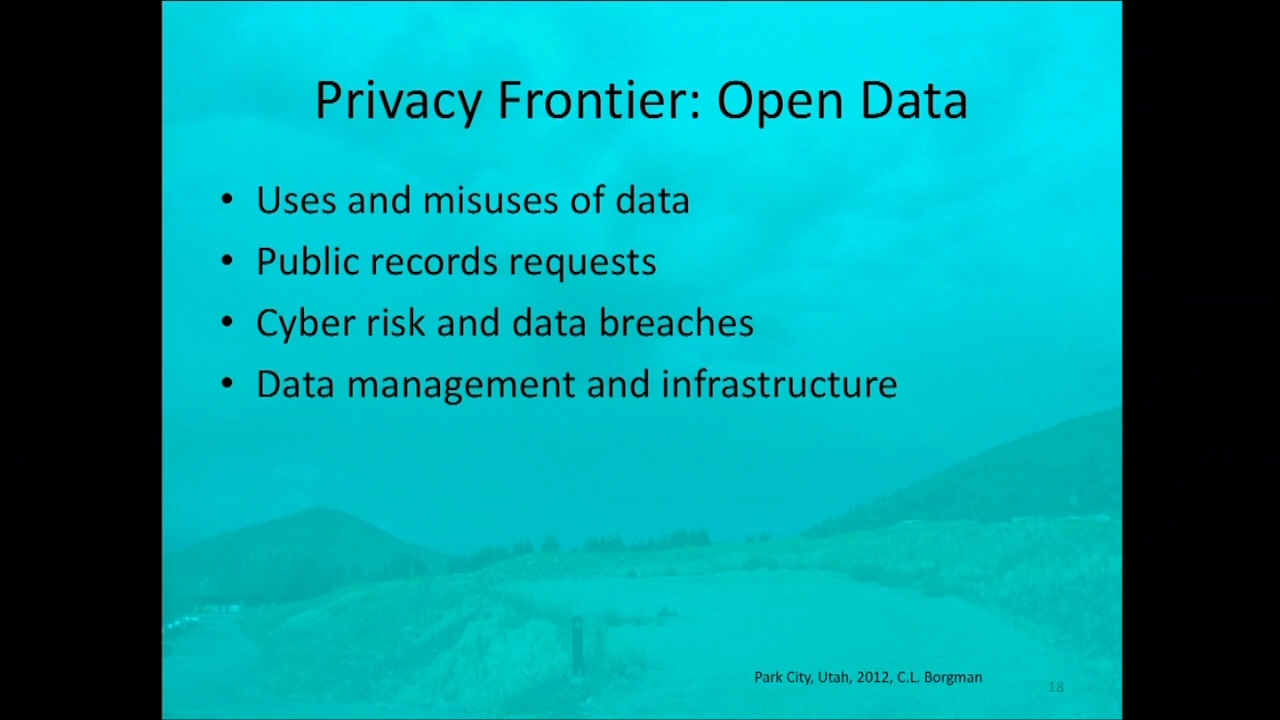 Privacy Frontier: Open Data
• Uses and misuses of data
• Public records requests
• Cyber risk and data breaches
• Data management and infrastructure
Park City, Utah, 2012, C.L. Borgman
18